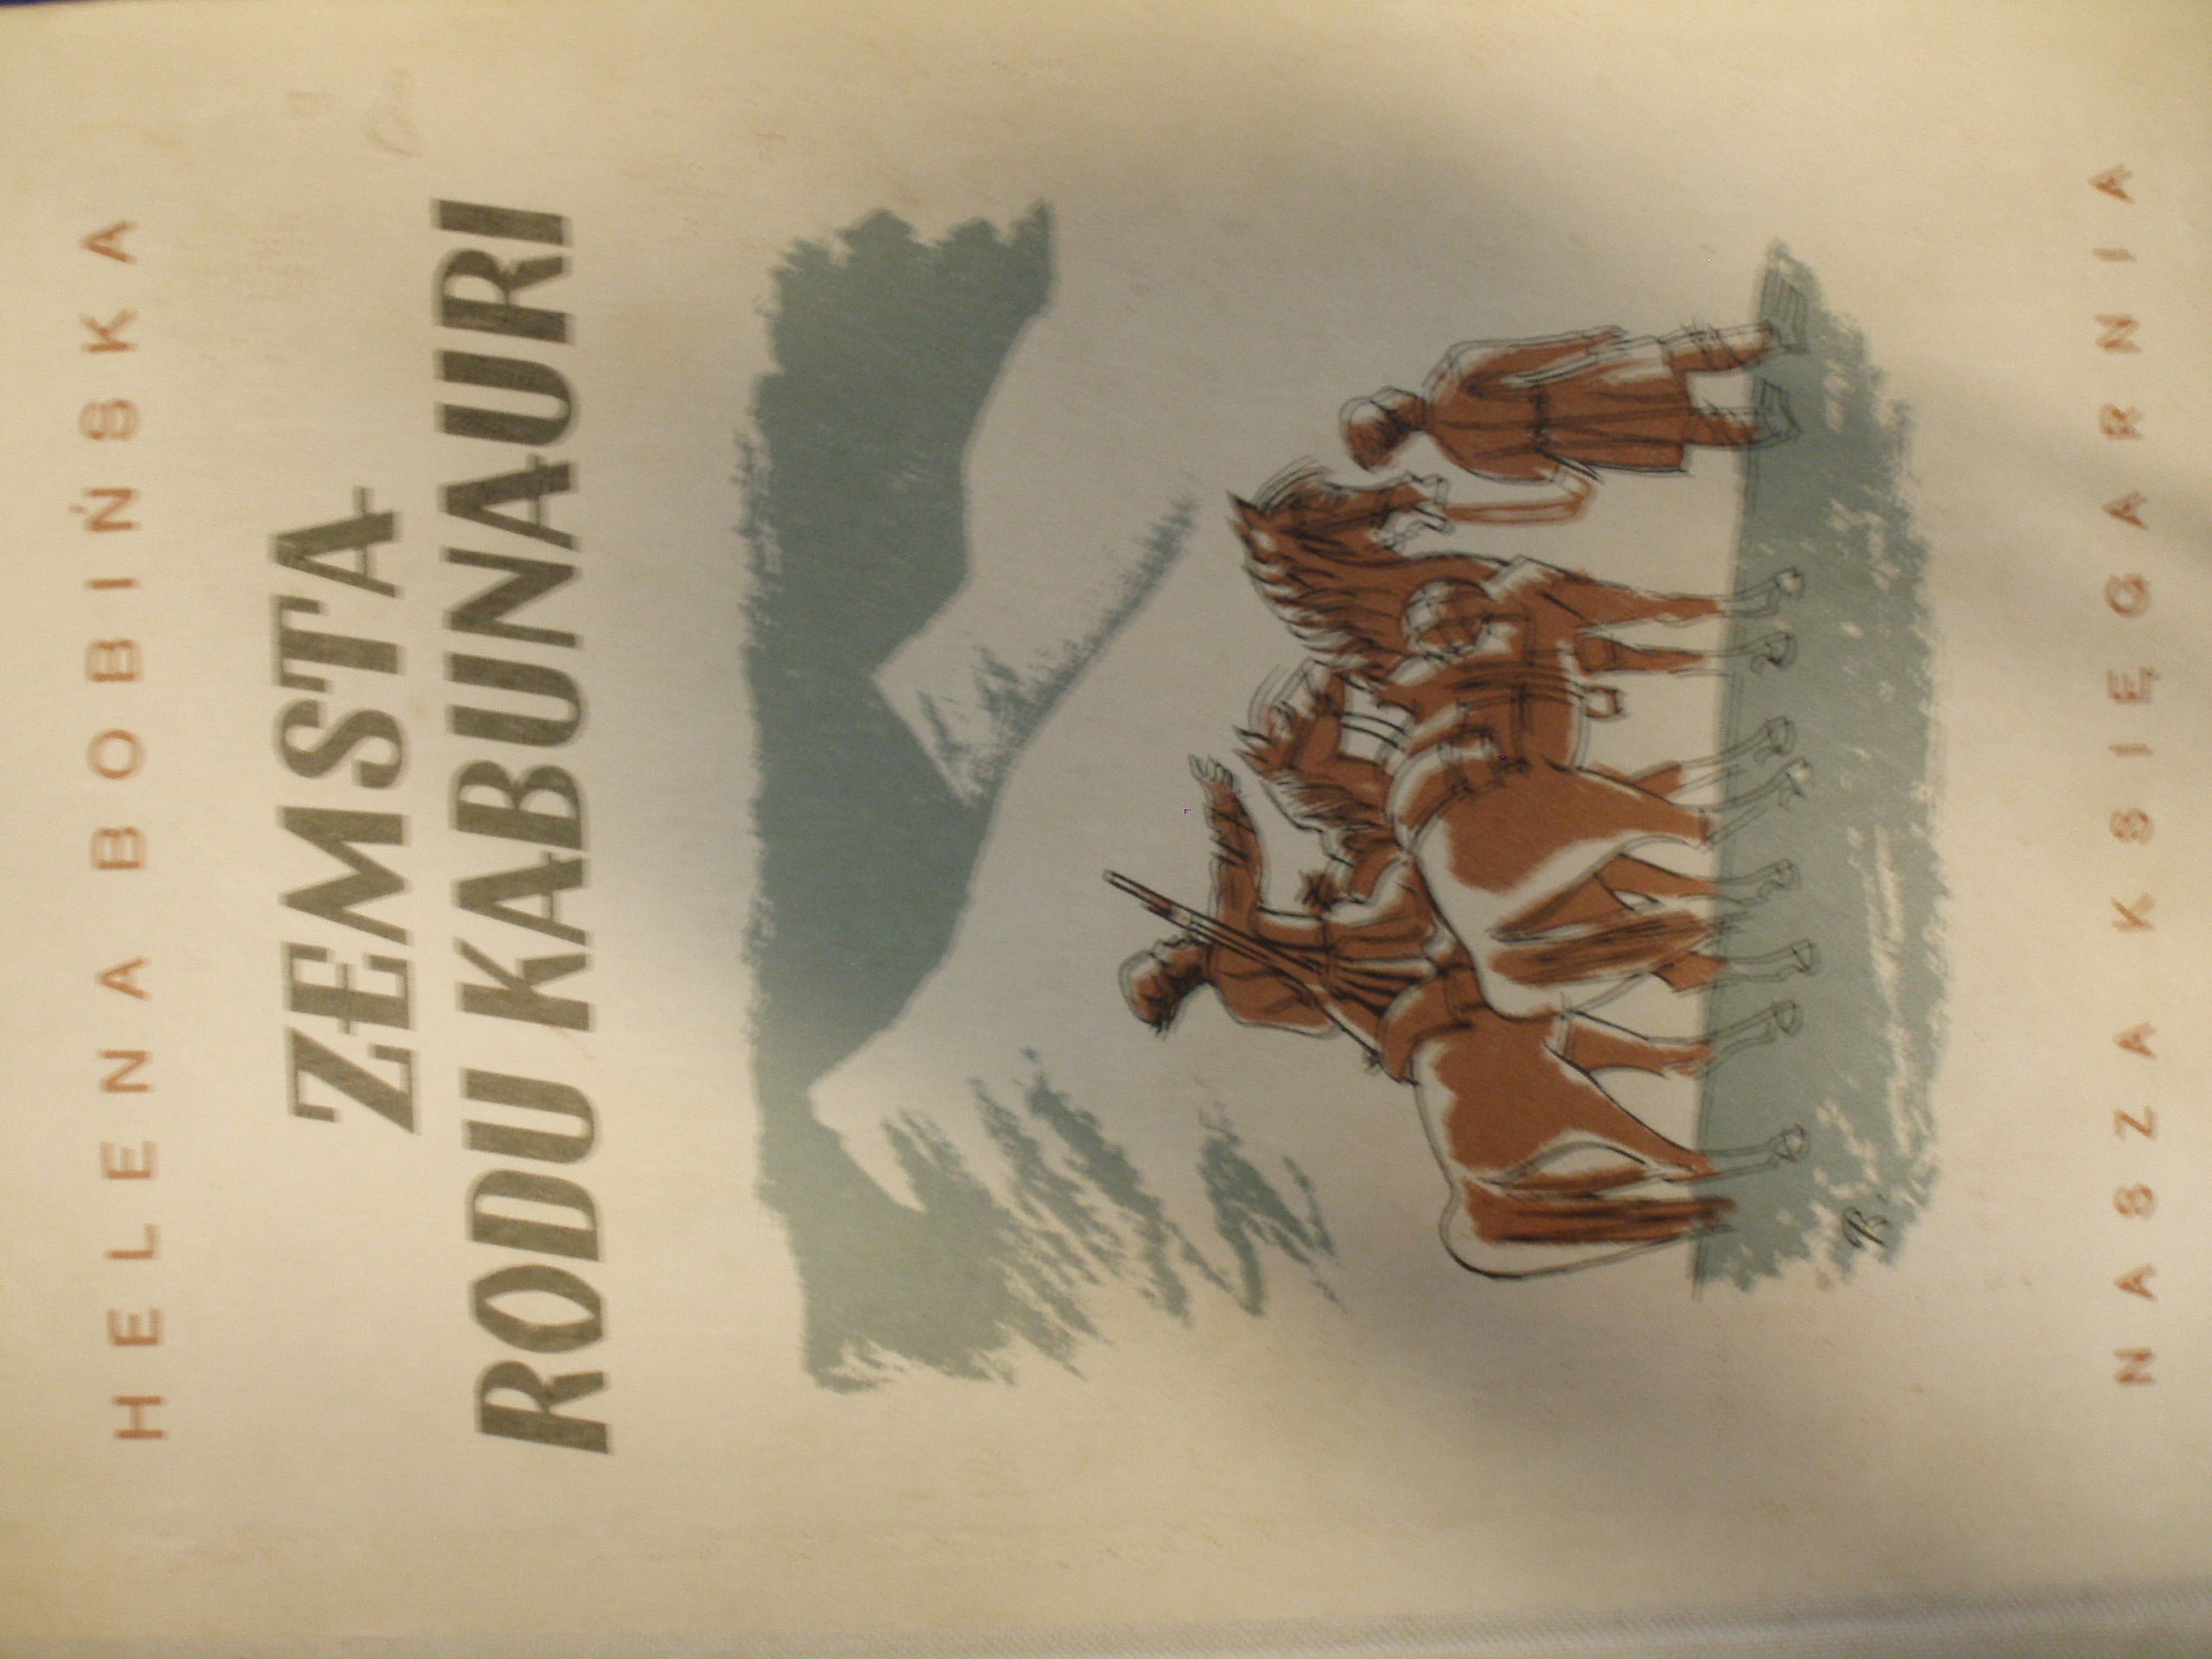 HELENA BOBIŃSKA
ZEMSTA
RODU KABUNAURI
NASZA KSIĘGARNIA